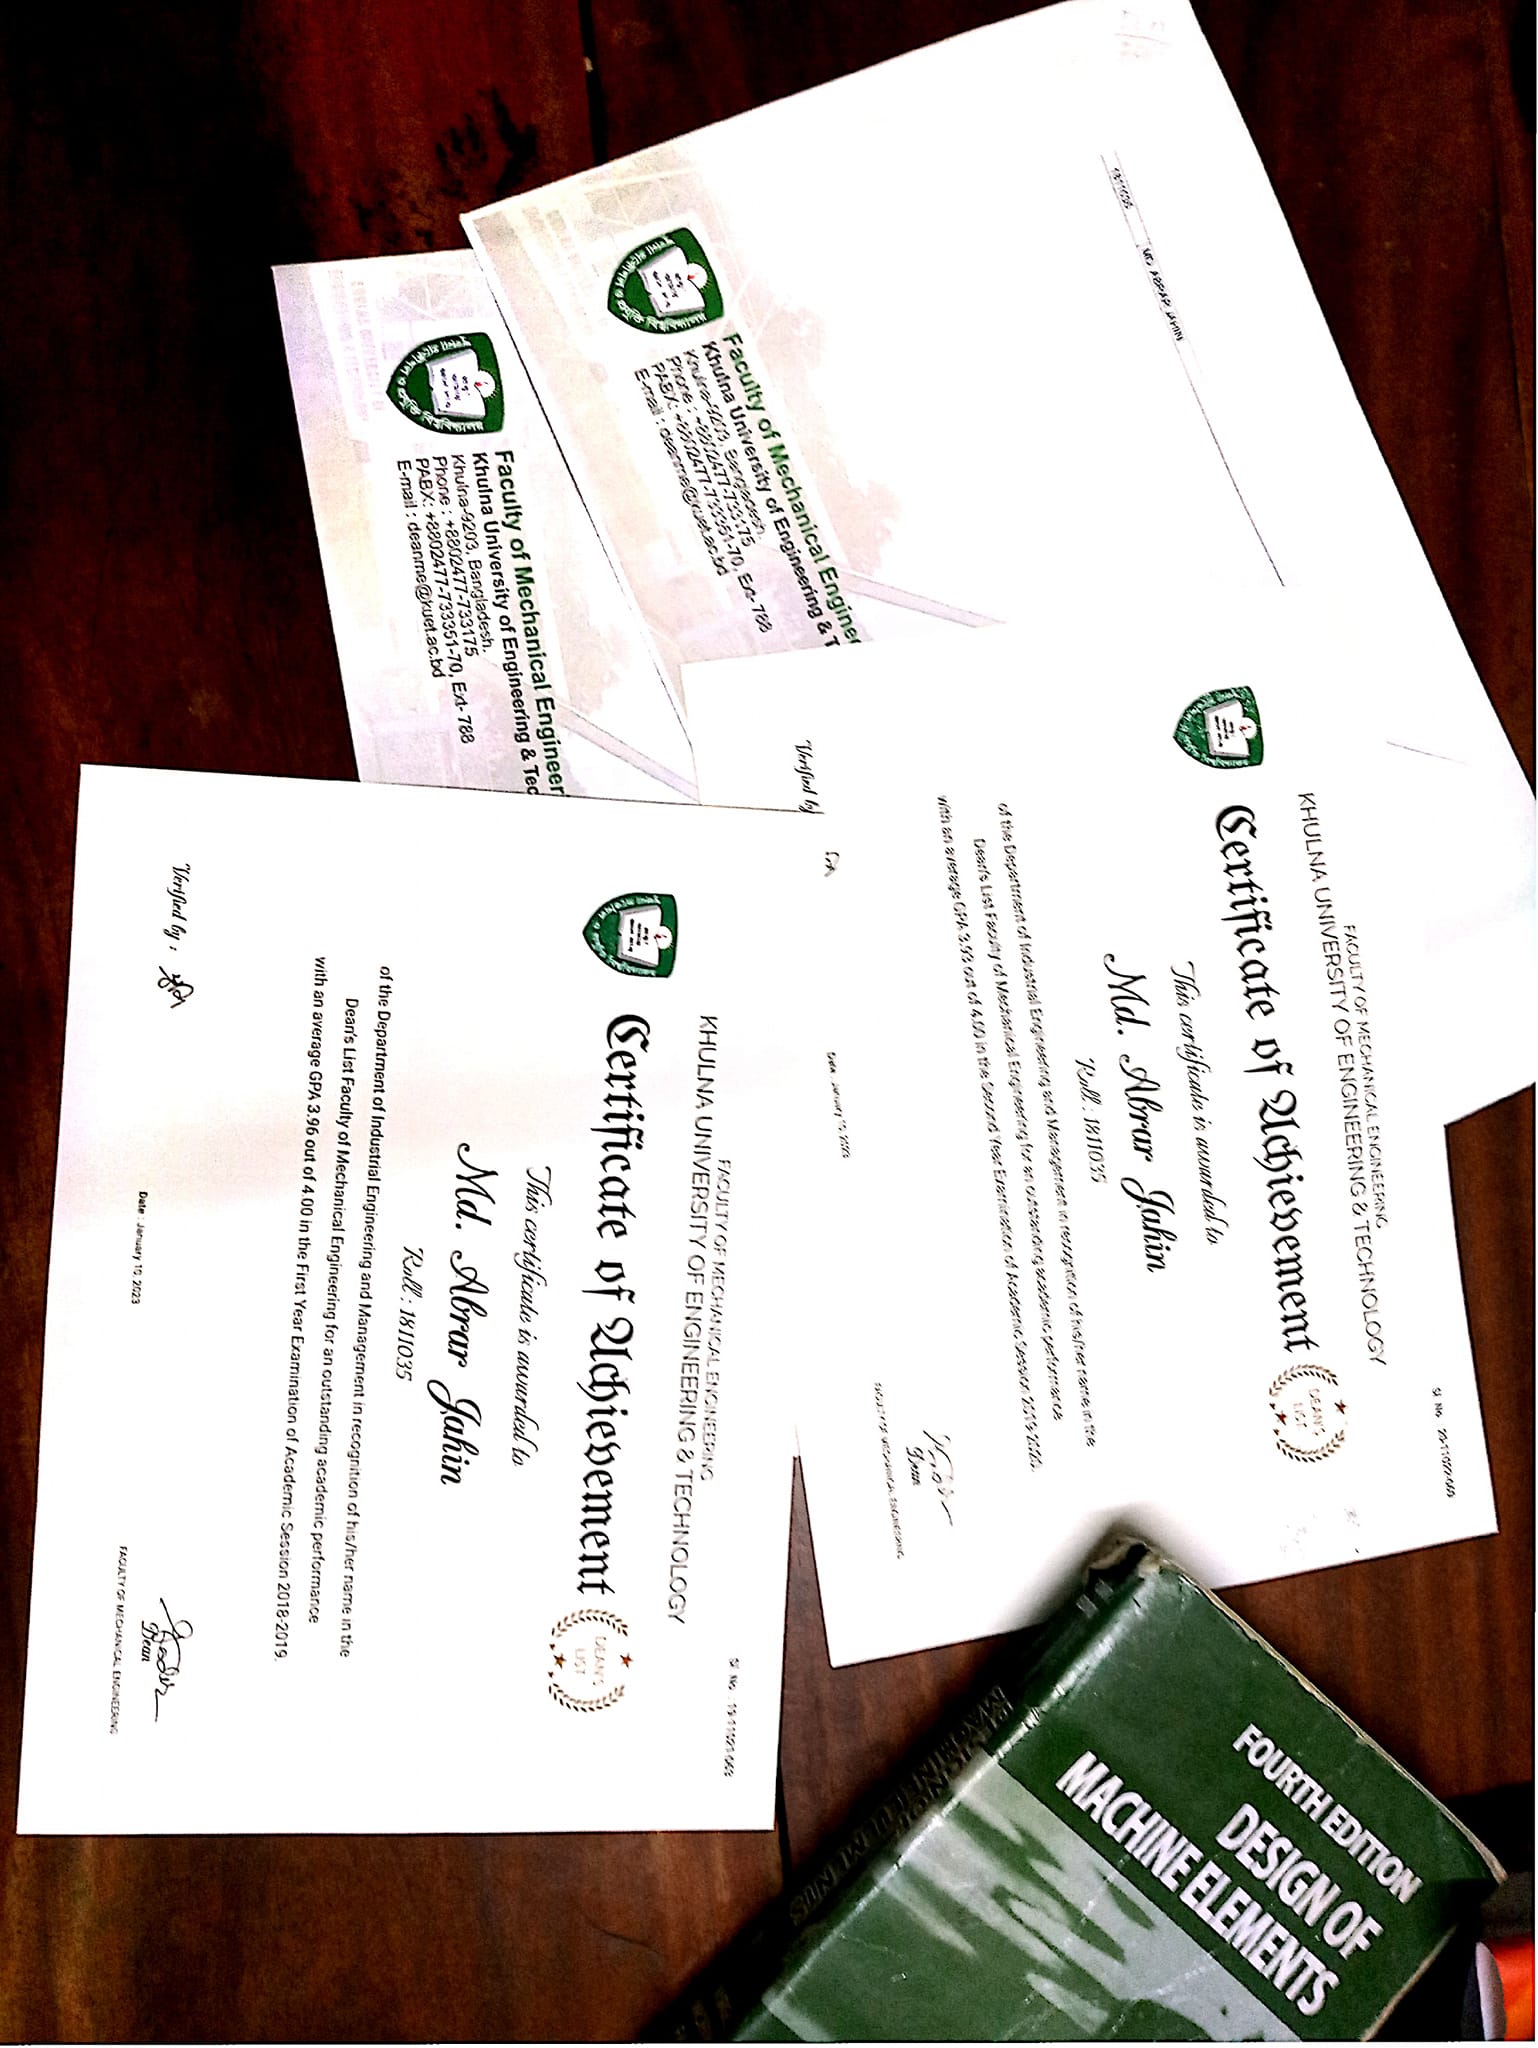 Sl. No. : 20-11022-063
FACULTY OF MECHANICAL ENGINEERING
KHULNA UNIVERSITY OF ENGINEERING & TECHNOLOGY
Certificate of Achievement
DEAN'S
LIST
This certificate is awarded to
Md. Abrar Jahin
Roll : 1811035
of the Department of Industrial Engineering and Management in recognition of his/her name in the
Dean's List Faculty of Mechanical Engineering for an outstanding academic performance
with an average GPA 3.93 out of 4.00 in the Second Year Examination of Academic Session 2019-2020.
Dean
FACULTY OF MECHANICAL ENGINEERING
Date : January 10, 2023
Verified by
FOURTH EDITION
DESIGN OF
MACHINE ELEMENTS
1811035 MD. ABRAR JAHIN
Faculty of Mechanical Enginee
Khulna University of Engineering & T
Khulna-9203, Bangladesh.
Phone : +8802477-733175
PABX: +8802477-733351-70, Ext- 788
E-mail : deanme@kuet.ac.bd
Faculty of Mechanical Engineer
Khulna University of Engineering & Tec
Khulna-9203, Bangladesh.
Phone : +8802477-733175
PABX: +8802477-733351-70, Ext- 788
E-mail : deanme@kuet.ac.bd
Sl. No. : 19-11021-063
FACULTY OF MECHANICAL ENGINEERING
KHULNA UNIVERSITY OF ENGINEERING & TECHNOLOGY
Certificate of Achievement
DEAN'S
LIST
This certificate is awarded to
Md. Abrar Jahin
Roll : 1811035
of the Department of Industrial Engineering and Management in recognition of his/her name in the
Dean's List Faculty of Mechanical Engineering for an outstanding academic performance
with an average GPA 3.96 out of 4.00 in the First Year Examination of Academic Session 2018-2019.
Verified by :
Dean
FACULTY OF MECHANICAL ENGINEERING
Date : January 10, 2023